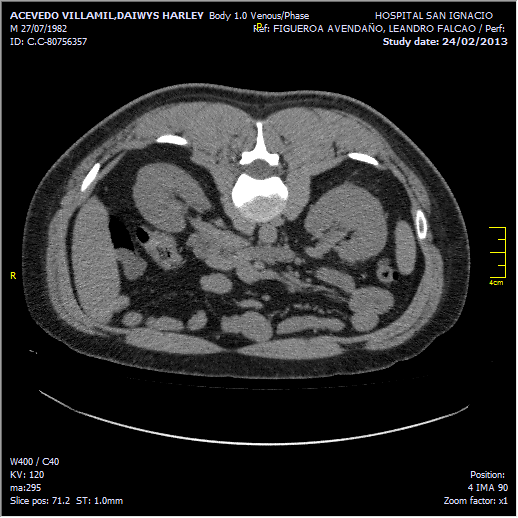 ACEVEDO VILLAMIL,DAIWYS HARLEY Body 1.0 Venous/Phase
HOSPITAL SAN IGNACIO
M 27/07/1982
Réf: FIGUEROA AVENDAÑO, LEANDRO FALCAO / Perf:
ID: C.C-80756357
Study date: 24/02/2013
R
4cm
W400 / C40
KV: 120
Position:
ma:295
4 IMA 90
Slice pos: 71.2 ST: 1.0mm
Zoom factor: x1